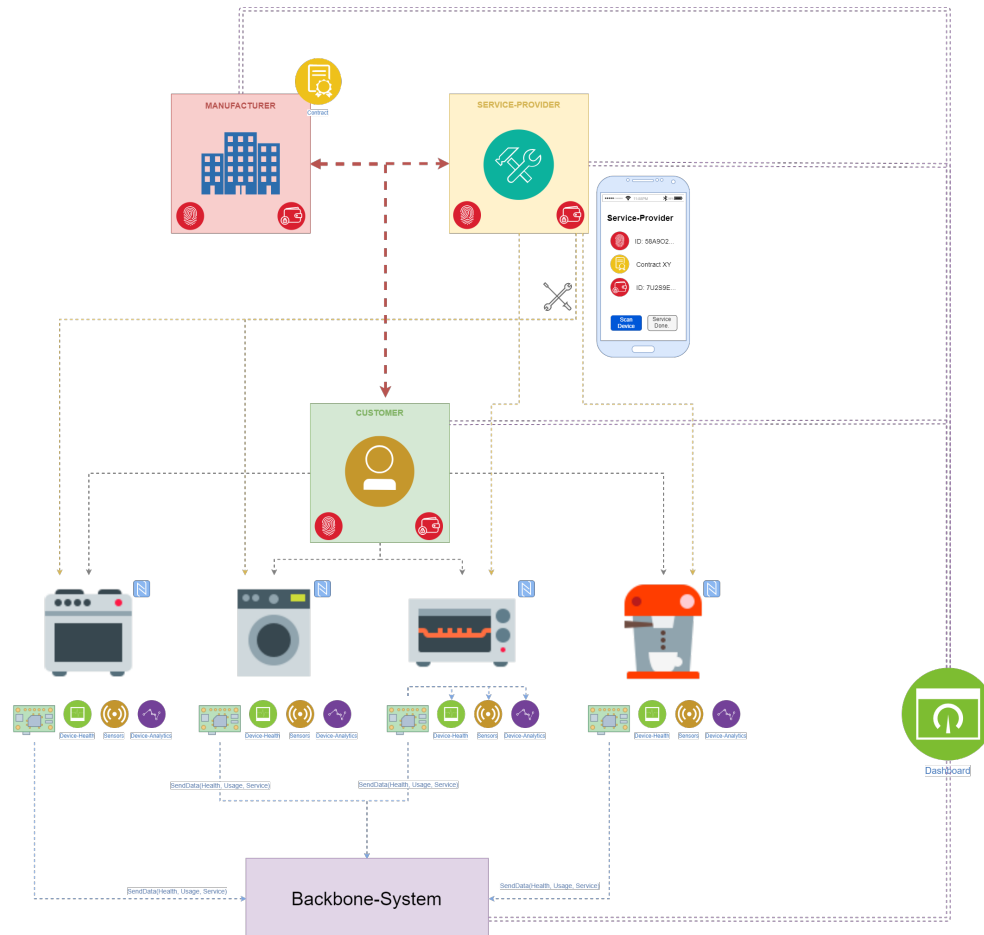 MANUFACTURER
Contract
SERVICE-PROVIDER
Service-Provider
ID: 58A9O2...
Contract XY
ID: 7U2S9E...
Scan
Device
Service
Done.
CUSTOMER
Device-Health
Sensors
Device-Analytics
Device-Health
Sensors
Device-Analytics
Device-Health
Sensors
Device-Analytics
Device-Health
Sensors
Device-Analytics
Dashboard
SendData(Health, Usage, Service)
SendData(Health, Usage, Service)
SendData(Health, Usage, Service)
SendData(Health, Usage, Service)
Backbone-System